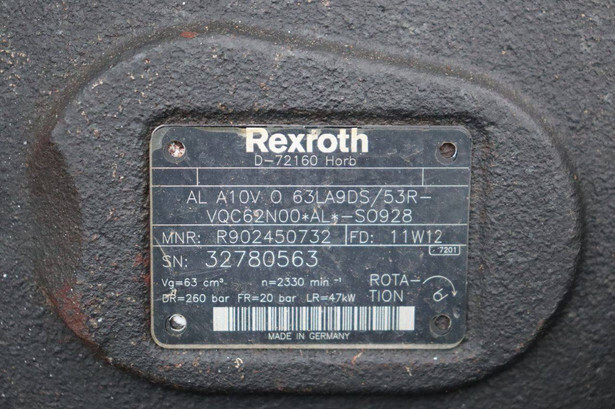 Rexroth
D-72160 Horb
AL A10V O 63LA9DS/53R-
VQC62N00*AL*-SO928
MNR: R902450732 FD: 11W12
7201
SN: 32780563
Vg=63 cm³ n=2330 min⁻¹ ROTA-
DR=260 bar FR=20 bar LR=47kW TION
MADE IN GERMANY